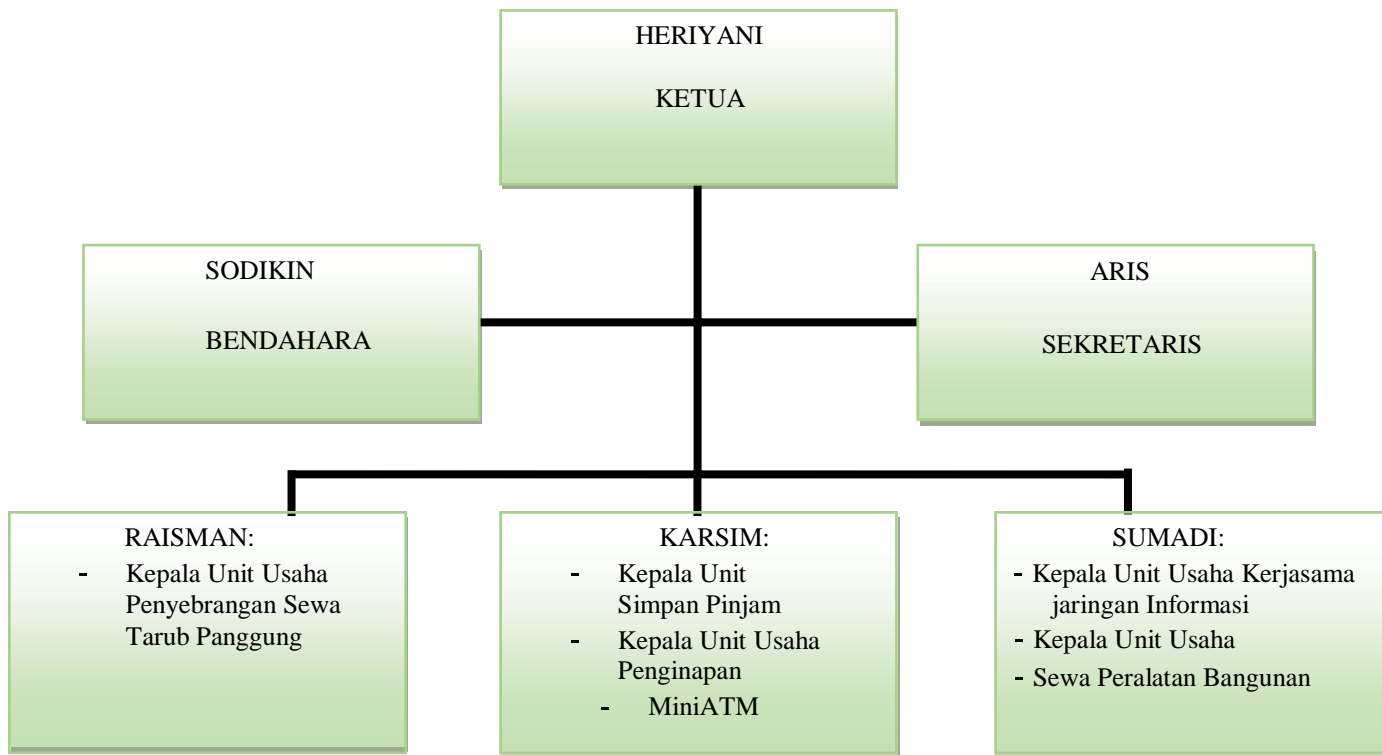 HERIYANI
KETUA
SODIKIN
BENDAHARA
ARIS
SEKRETARIS
RAISMAN:
- Kepala Unit Usaha
Penyebrangan Sewa
Tarub Panggung
KARSIM:
- Kepala Unit
Simpan Pinjam
- Kepala Unit Usaha
Penginapan
- MiniATM
SUMADI:
- Kepala Unit Usaha Kerjasama
jaringan Informasi
- Kepala Unit Usaha
- Sewa Peralatan Bangunan